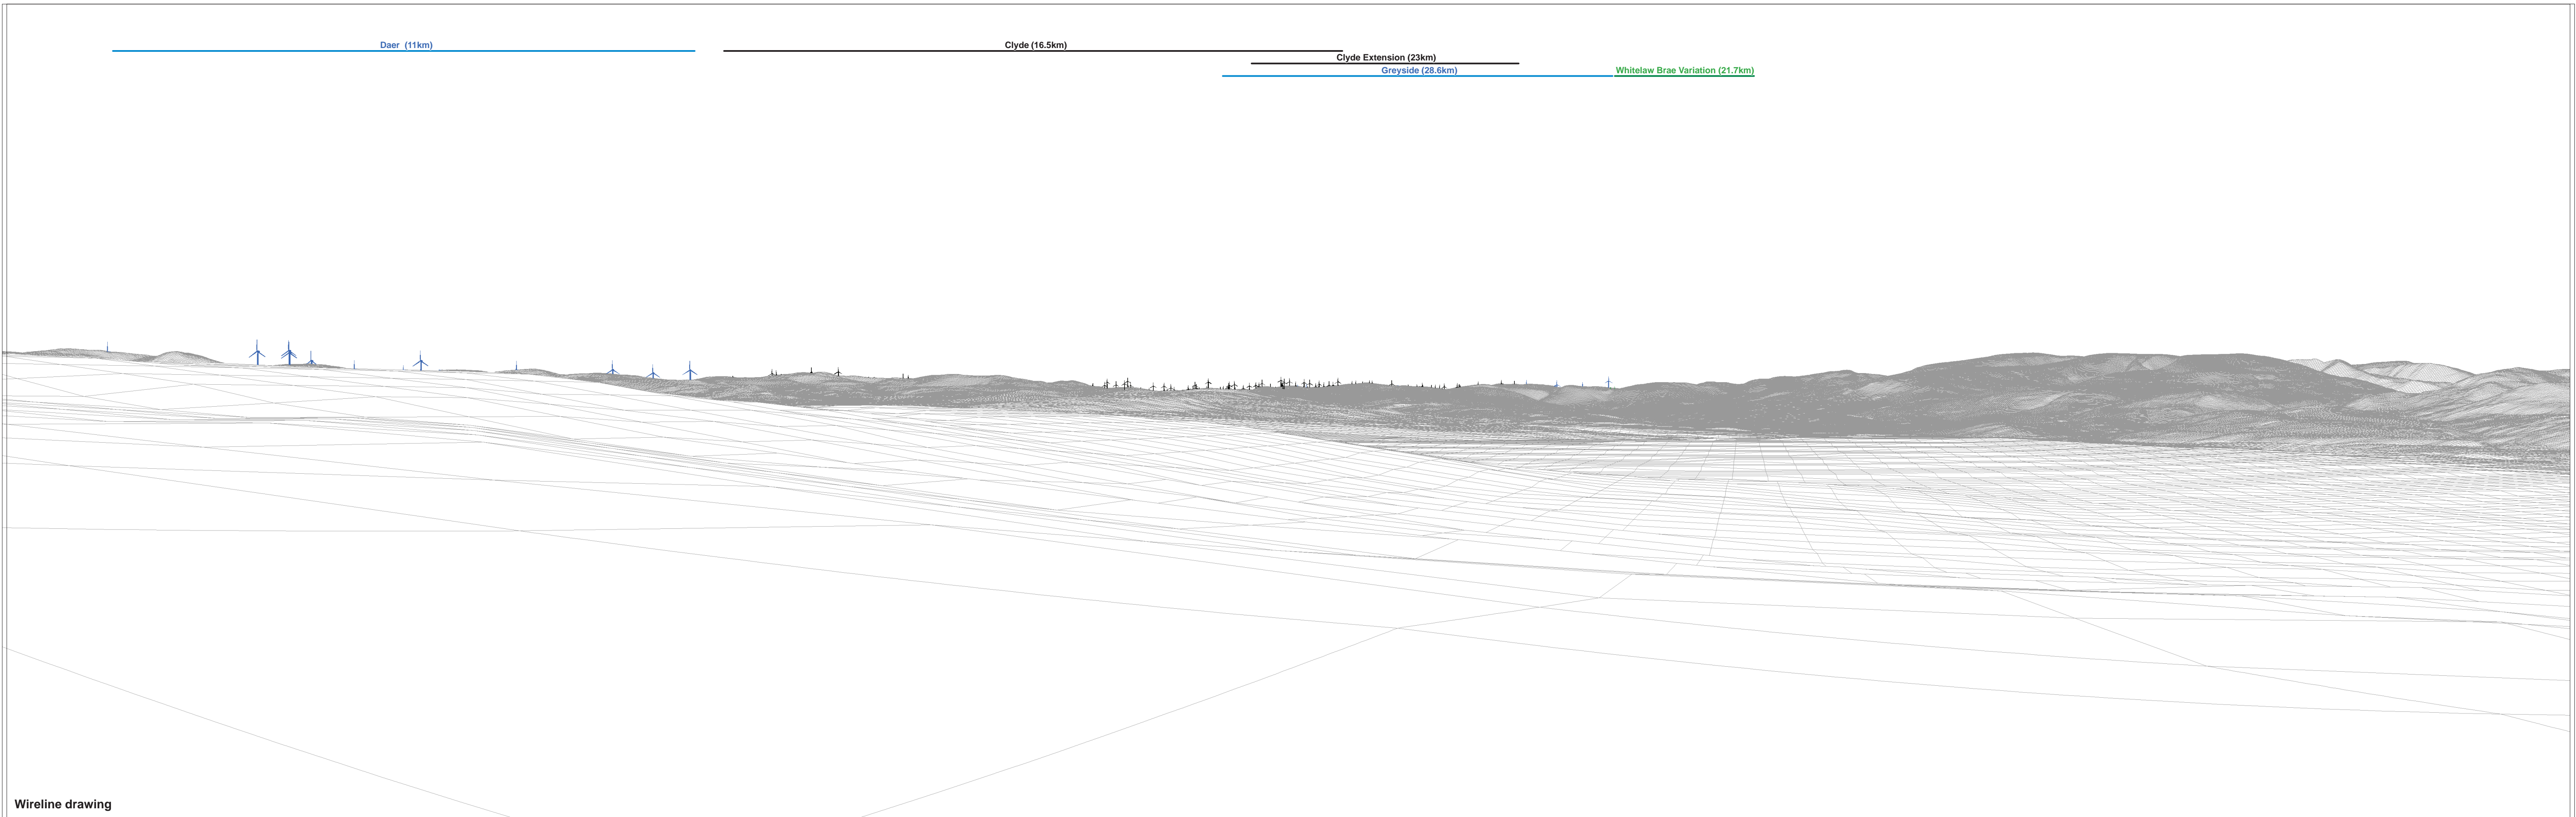 Daer (11km)
Clyde (16.5km)
Clyde Extension (23km)
Greyside (28.6km)
Whitelaw Brae Variation (21.7km)
Wireline drawing